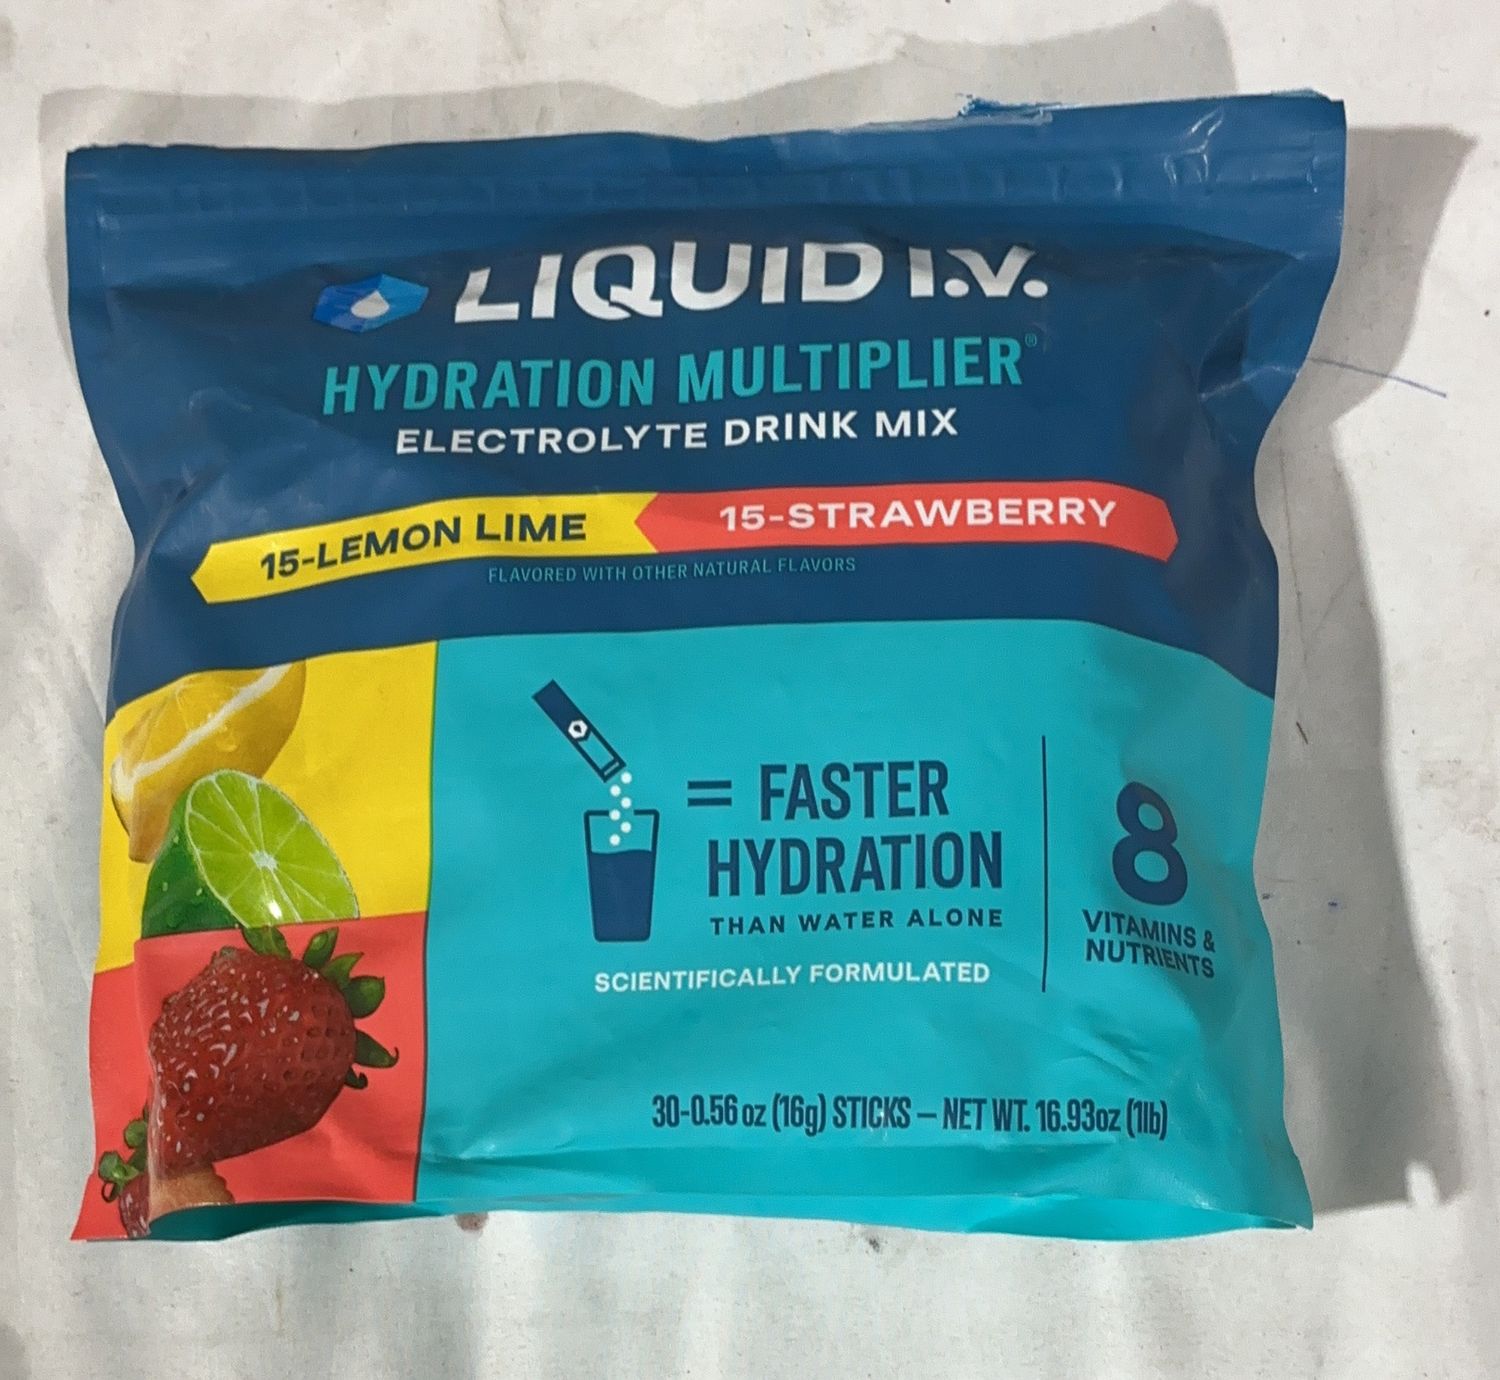 LIQUID I.V.
HYDRATION MULTIPLIER®
ELECTROLYTE DRINK MIX
15-LEMON LIME
15-STRAWBERRY
FLAVORED WITH OTHER NATURAL FLAVORS
= FASTER
HYDRATION
THAN WATER ALONE
SCIENTIFICALLY FORMULATED
8
VITAMINS &
NUTRIENTS
30-0.56 oz (16g) STICKS – NET WT. 16.93oz (1lb)